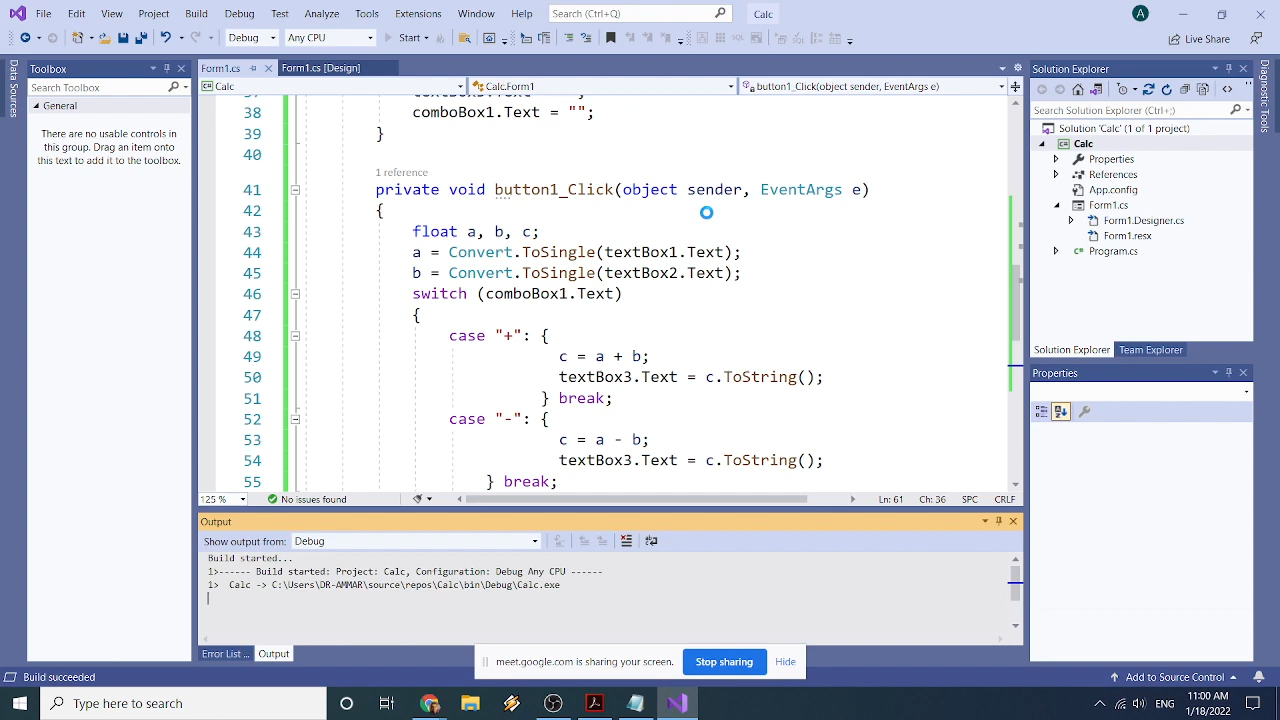 File Edit View Project Build Debug Test Analyze Tools Extensions Window Help Search (Ctrl+Q) Calc A
Debug Any CPU Start Live Share
Data Sources
Toolbox
Search Toolbox
General
There are no usable controls in
this group. Drag an item onto
this text to add it to the toolbox.
Form1.cs Form1.cs [Design]
Calc Calc.Form1 button1_Click(object sender, EventArgs e)
38 comboBox1.Text = "";
39 }
40
1 reference
41 private void button1_Click(object sender, EventArgs e)
42 {
43 float a, b, c;
44 a = Convert.ToSingle(textBox1.Text);
45 b = Convert.ToSingle(textBox2.Text);
46 switch (comboBox1.Text)
47 {
48 case "+": {
49 c = a + b;
50 textBox3.Text = c.ToString();
51 } break;
52 case "-": {
53 c = a - b;
54 textBox3.Text = c.ToString();
55 } break;
125 % No issues found Ln: 61 Ch: 36 SPC CRLF
Output
Show output from: Debug
Build started...
1>------ Build started: Project: Calc, Configuration: Debug Any CPU ------
1> Calc -> C:\Users\DR-AMMAR\source\repos\Calc\bin\Debug\Calc.exe
Error List ... Output
Solution Explorer
Search Solution Explorer (Ctrl+;)
Solution 'Calc' (1 of 1 project)
Calc
Properties
References
App.config
Form1.cs
Form1.Designer.cs
Form1.resx
Program.cs
Solution Explorer Team Explorer
Properties
meet.google.com is sharing your screen. Stop sharing Hide
Build succeeded Add to Source Control
Type here to search
11:00 AM
1/18/2022